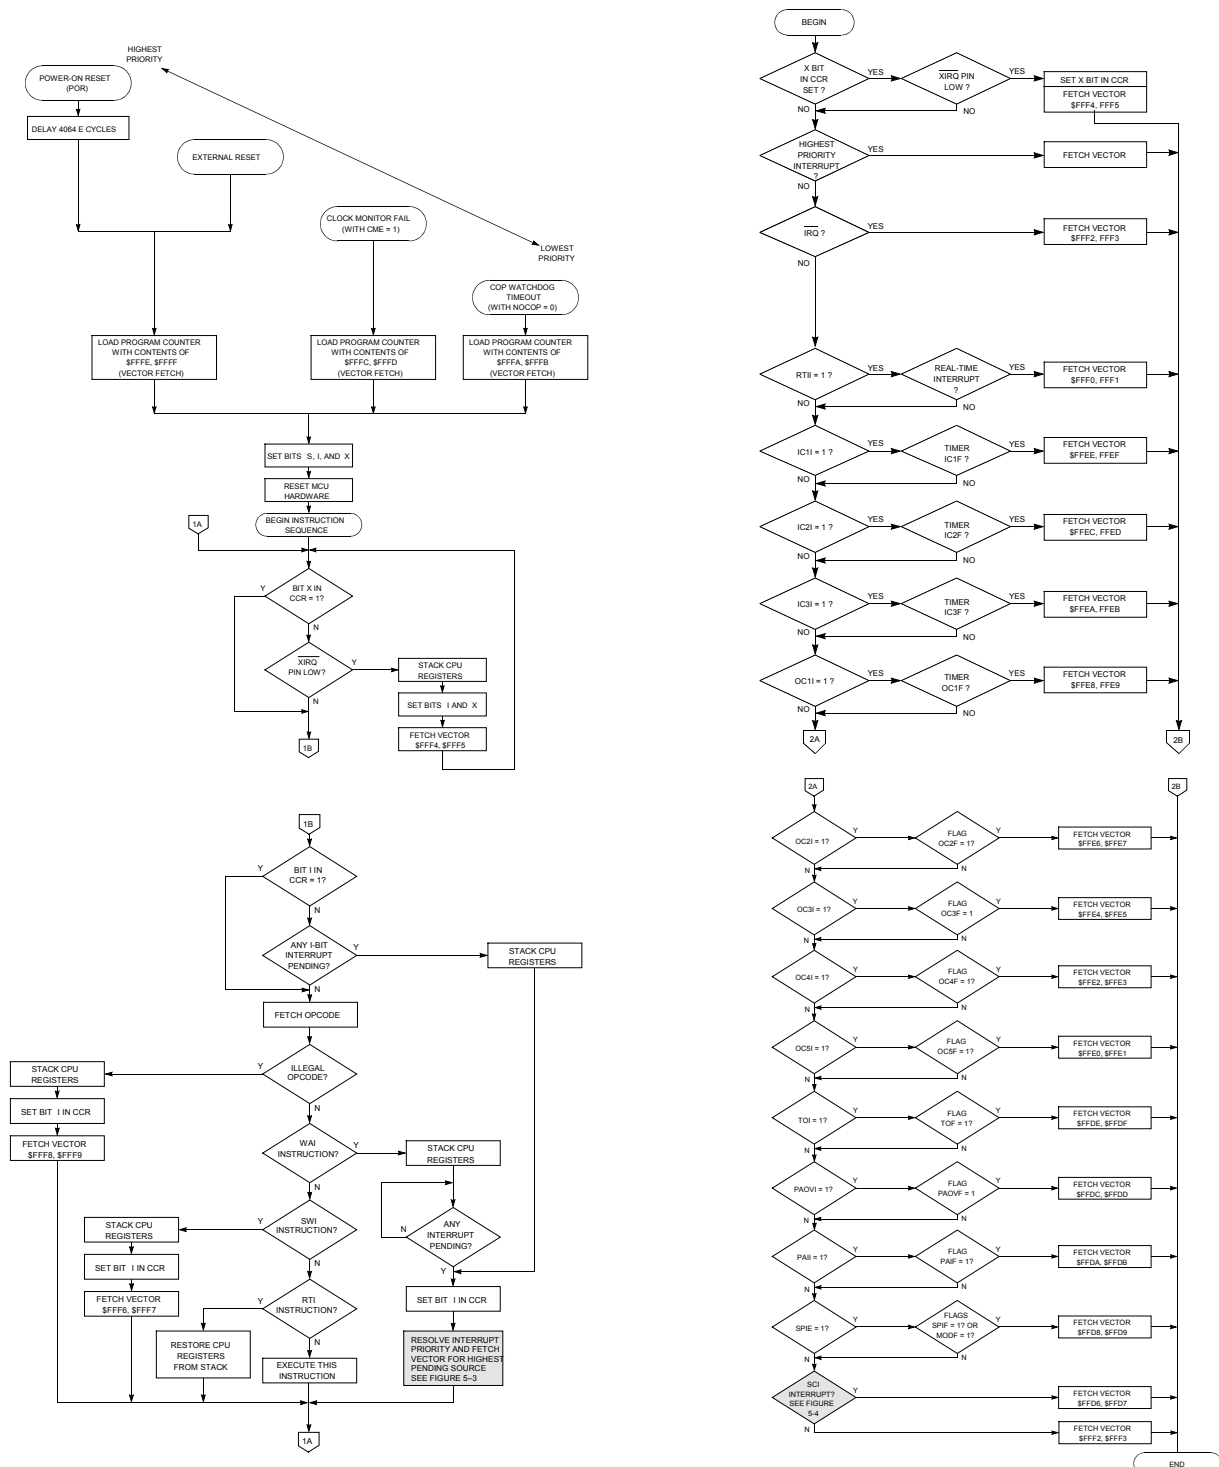 HIGHEST
PRIORITY
POWER-ON RESET
(POR)
DELAY 4064 E CYCLES
EXTERNAL RESET
CLOCK MONITOR FAIL
(WITH CME = 1)
LOWEST
PRIORITY
COP WATCHDOG
TIMEOUT
(WITH NOCOP = 0)
LOAD PROGRAM COUNTER
WITH CONTENTS OF
$FFFE, $FFFF
(VECTOR FETCH)
LOAD PROGRAM COUNTER
WITH CONTENTS OF
$FFFC, $FFFD
(VECTOR FETCH)
LOAD PROGRAM COUNTER
WITH CONTENTS OF
$FFFA, $FFFB
(VECTOR FETCH)
SET BITS S, I, AND X
RESET MCU
HARDWARE
1A
BEGIN INSTRUCTION
SEQUENCE
Y
BIT X IN
CCR = 1?
N
XIRQ
PIN LOW?
Y
N
STACK CPU
REGISTERS
SET BITS I AND X
FETCH VECTOR
$FFF4, $FFF5
1B
1B
Y
BIT I IN
CCR = 1?
N
ANY I-BIT
INTERRUPT
PENDING?
Y
N
STACK CPU
REGISTERS
FETCH OPCODE
Y
ILLEGAL
OPCODE?
N
STACK CPU
REGISTERS
SET BIT I IN CCR
FETCH VECTOR
$FFF8, $FFF9
WAI
INSTRUCTION?
Y
N
STACK CPU
REGISTERS
ANY
INTERRUPT
PENDING?
N
Y
Y
SWI
INSTRUCTION?
N
STACK CPU
REGISTERS
SET BIT I IN CCR
FETCH VECTOR
$FFF6, $FFF7
SET BIT I IN CCR
Y
RTI
INSTRUCTION?
N
RESTORE CPU
REGISTERS
FROM STACK
EXECUTE THIS
INSTRUCTION
RESOLVE INTERRUPT
PRIORITY AND FETCH
VECTOR FOR HIGHEST
PENDING SOURCE
SEE FIGURE 5–3
1A
BEGIN
X BIT
IN CCR
SET ?
YES
NO
XIRQ PIN
LOW ?
YES
NO
SET X BIT IN CCR
FETCH VECTOR
$FFF4, FFF5
HIGHEST
PRIORITY
INTERRUPT
?
YES
NO
FETCH VECTOR
IRQ ?
YES
NO
FETCH VECTOR
$FFF2, FFF3
RTII = 1 ?
YES
NO
REAL-TIME
INTERRUPT
?
YES
NO
FETCH VECTOR
$FFF0, FFF1
IC1I = 1 ?
YES
NO
TIMER
IC1F ?
YES
NO
FETCH VECTOR
$FFEE, FFEF
IC2I = 1 ?
YES
NO
TIMER
IC2F ?
YES
NO
FETCH VECTOR
$FFEC, FFED
IC3I = 1 ?
YES
NO
TIMER
IC3F ?
YES
NO
FETCH VECTOR
$FFEA, FFEB
OC1I = 1 ?
YES
NO
TIMER
OC1F ?
YES
NO
FETCH VECTOR
$FFE8, FFE9
2A
2B
2A
2B
OC2I = 1?
Y
N
FLAG
OC2F = 1?
Y
N
FETCH VECTOR
$FFE6, $FFE7
OC3I = 1?
Y
N
FLAG
OC3F = 1
Y
N
FETCH VECTOR
$FFE4, $FFE5
OC4I = 1?
Y
N
FLAG
OC4F = 1?
Y
N
FETCH VECTOR
$FFE2, $FFE3
OC5I = 1?
Y
N
FLAG
OC5F = 1?
Y
N
FETCH VECTOR
$FFE0, $FFE1
TOI = 1?
Y
N
FLAG
TOF = 1?
Y
N
FETCH VECTOR
$FFDE, $FFDF
PAOVI = 1?
Y
N
FLAG
PAOVF = 1
Y
N
FETCH VECTOR
$FFDC, $FFDD
PAII = 1?
Y
N
FLAG
PAIF = 1?
Y
N
FETCH VECTOR
$FFDA, $FFDB
SPIE = 1?
Y
N
FLAGS
SPIF = 1? OR
MODF = 1?
Y
N
FETCH VECTOR
$FFD8, $FFD9
SCI
INTERRUPT?
SEE FIGURE
5-4
Y
N
FETCH VECTOR
$FFD6, $FFD7
FETCH VECTOR
$FFF2, $FFF3
END